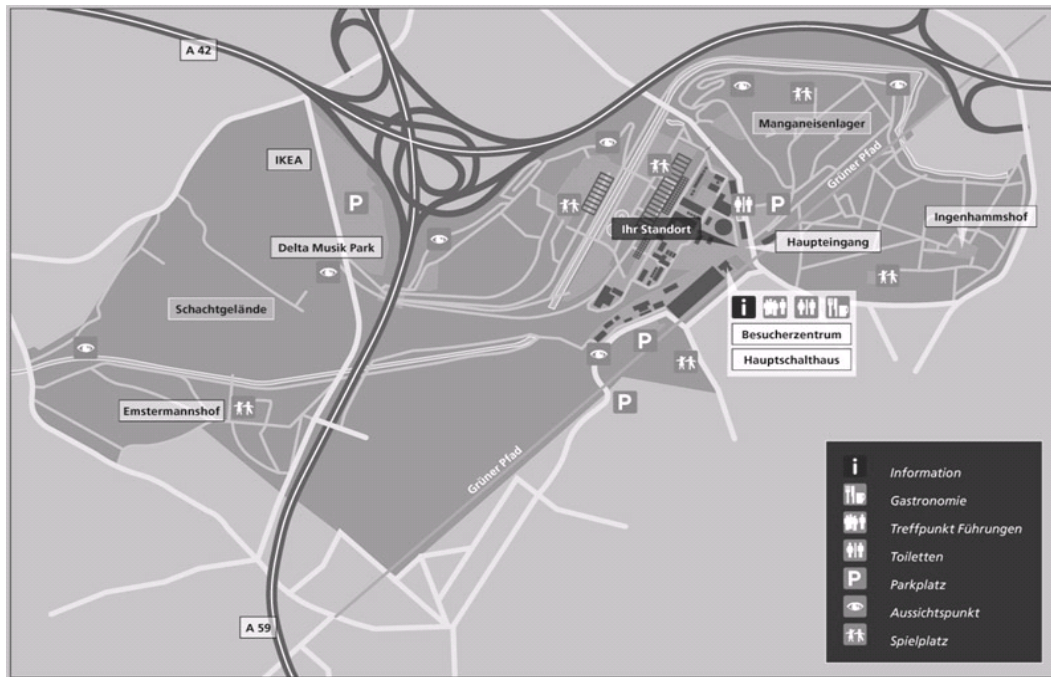 A 42
Manganeisenlager
IKEA
P
Grüner Pfad
P
Ingenhammshof
Ihr Standort
Haupteingang
Delta Musik Park
Schachtgelände
i
Besucherzentrum
Hauptschalthaus
P
Emstermannshof
P
Grüner Pfad
A 59
i Information
Gastronomie
Treffpunkt Führungen
Toiletten
P Parkplatz
Aussichtspunkt
Spielplatz